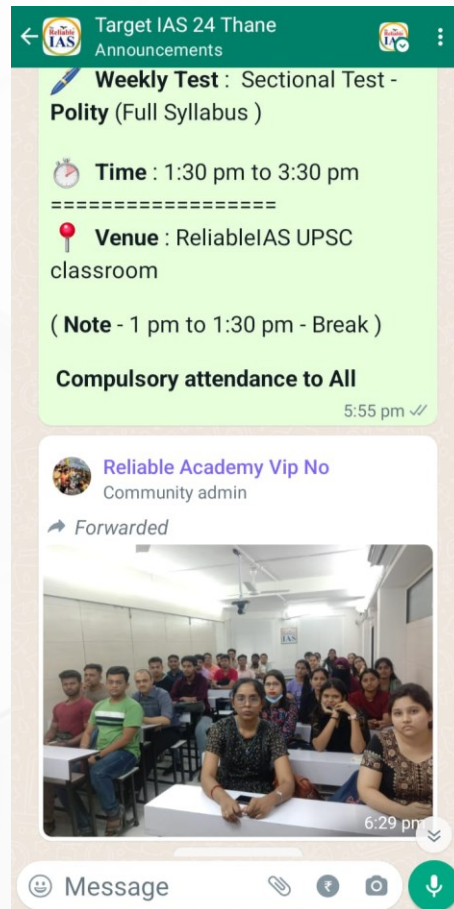 Target IAS 24 Thane
Announcements
Weekly Test : Sectional Test -
Polity (Full Syllabus )
Time : 1:30 pm to 3:30 pm
==================
Venue : ReliableIAS UPSC
classroom
( Note - 1 pm to 1:30 pm - Break )
Compulsory attendance to All
5:55 pm
Reliable Academy Vip No
Community admin
Forwarded
IAS
6:29 pm
Message